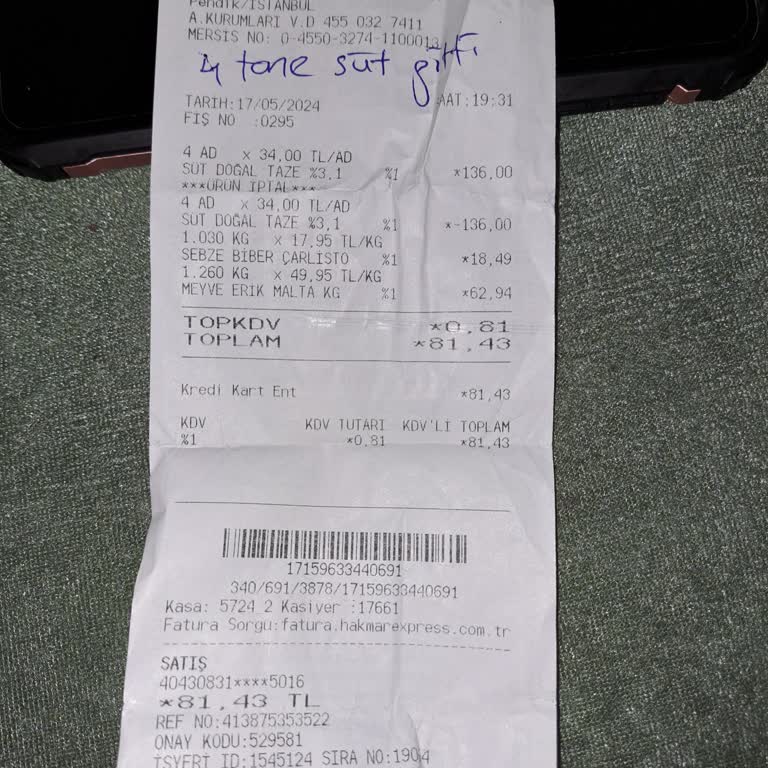 Pendik/İSTANBUL
A.KURUMLARI V.D 455 032 7411
MERSİS NO: 0-4550-3274-1100013
4 tane süt gitti
TARİH:17/05/2024 AAT:19:31
FİŞ NO :0295
4 AD x 34,00 TL/AD
SÜT DOĞAL TAZE %3,1 %1 *136,00
***ÜRÜN İPTAL***
4 AD x 34,00 TL/AD
SÜT DOĞAL TAZE %3,1 %1 *-136,00
1.030 KG x 17,95 TL/KG
SEBZE BİBER ÇARLİSTO %1 *18,49
1.260 KG x 49,95 TL/KG
MEYVE ERİK MALTA KG %1 *62,94
TOPKDV *0,81
TOPLAM *81,43
Kredi Kart Ent *81,43
KDV KDV TUTARI KDV'Lİ TOPLAM
%1 *0,81 *81,43
17159633440691
340/691/3878/17159633440691
Kasa: 5724 2 Kasiyer :17661
Fatura Sorgu:fatura.hakmarexpress.com.tr
SATIŞ
40430831****5016
*81,43 TL
REF NO:413875353522
ONAY KODU:529581
İŞYERİ ID:1545124 SIRA NO:1904